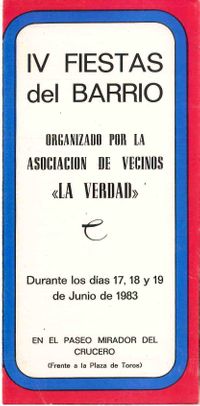 IV FIESTAS
del BARRIO
ORGANIZADO POR LA
ASOCIACION DE VECINOS
«LA VERDAD»
Durante los días 17, 18 y 19
de Junio de 1983
EN EL PASEO MIRADOR DEL
CRUCERO
(Frente a la Plaza de Toros)